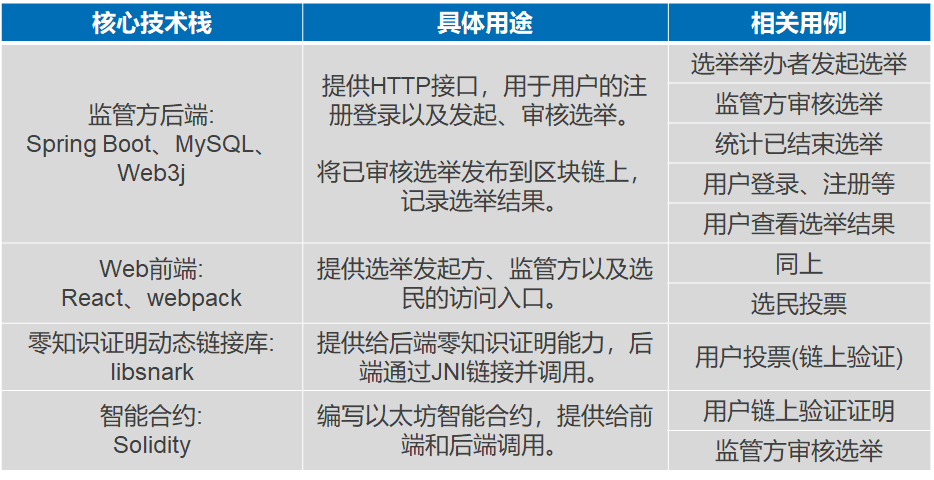 核心技术栈
具体用途
相关用例
监管方后端:
Spring Boot、MySQL、
Web3j
提供HTTP接口，用于用户的注
册登录以及发起、审核选举。
将已审核选举发布到区块链上，
记录选举结果。
选举举办者发起选举
监管方审核选举
统计已结束选举
用户登录、注册等
用户查看选举结果
Web前端:
React、webpack
提供选举发起方、监管方以及选
民的访问入口。
同上
选民投票
零知识证明动态链接库:
libsnark
提供给后端零知识证明能力，后
端通过JNI链接并调用。
用户投票(链上验证)
智能合约:
Solidity
编写以太坊智能合约，提供给前
端和后端调用。
用户链上验证证明
监管方审核选举